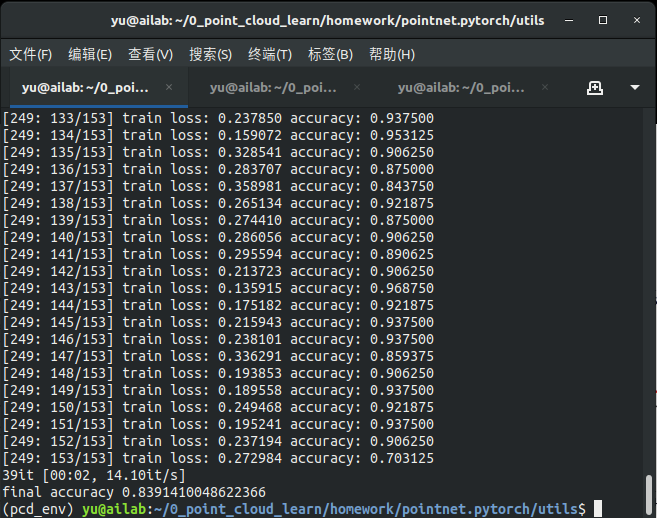 yu@ailab: ~/0_point_cloud_learn/homework/pointnet.pytorch/utils
文件(F) 编辑(E) 查看(V) 搜索(S) 终端(T) 标签(B) 帮助(H)
yu@ailab: ~/0_poi... × yu@ailab: ~/0_poi... × yu@ailab: ~/0_poi... ×
[249: 133/153] train loss: 0.237850 accuracy: 0.937500
[249: 134/153] train loss: 0.159072 accuracy: 0.953125
[249: 135/153] train loss: 0.328541 accuracy: 0.906250
[249: 136/153] train loss: 0.283707 accuracy: 0.875000
[249: 137/153] train loss: 0.358981 accuracy: 0.843750
[249: 138/153] train loss: 0.265134 accuracy: 0.921875
[249: 139/153] train loss: 0.274410 accuracy: 0.875000
[249: 140/153] train loss: 0.286056 accuracy: 0.906250
[249: 141/153] train loss: 0.295594 accuracy: 0.890625
[249: 142/153] train loss: 0.213723 accuracy: 0.906250
[249: 143/153] train loss: 0.135915 accuracy: 0.968750
[249: 144/153] train loss: 0.175182 accuracy: 0.921875
[249: 145/153] train loss: 0.215943 accuracy: 0.937500
[249: 146/153] train loss: 0.238101 accuracy: 0.937500
[249: 147/153] train loss: 0.336291 accuracy: 0.859375
[249: 148/153] train loss: 0.193853 accuracy: 0.906250
[249: 149/153] train loss: 0.189558 accuracy: 0.937500
[249: 150/153] train loss: 0.249468 accuracy: 0.921875
[249: 151/153] train loss: 0.195241 accuracy: 0.937500
[249: 152/153] train loss: 0.237194 accuracy: 0.906250
[249: 153/153] train loss: 0.272984 accuracy: 0.703125
39it [00:02, 14.10it/s]
final accuracy 0.8391410048622366
(pcd_env) yu@ailab:~/0_point_cloud_learn/homework/pointnet.pytorch/utils$